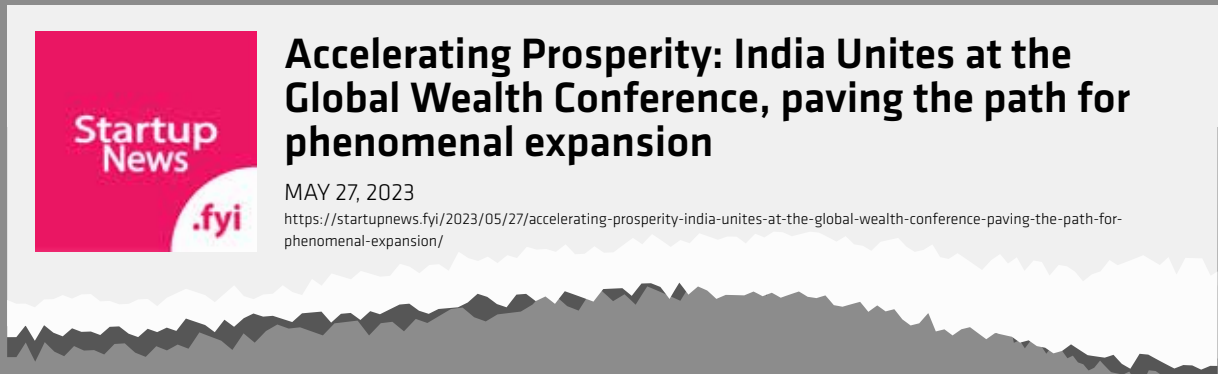 Startup
News
.fyi
Accelerating Prosperity: India Unites at the
Global Wealth Conference, paving the path for
phenomenal expansion
MAY 27, 2023
https://startupnews.fyi/2023/05/27/accelerating-prosperity-india-unites-at-the-global-wealth-conference-paving-the-path-for-
phenomenal-expansion/